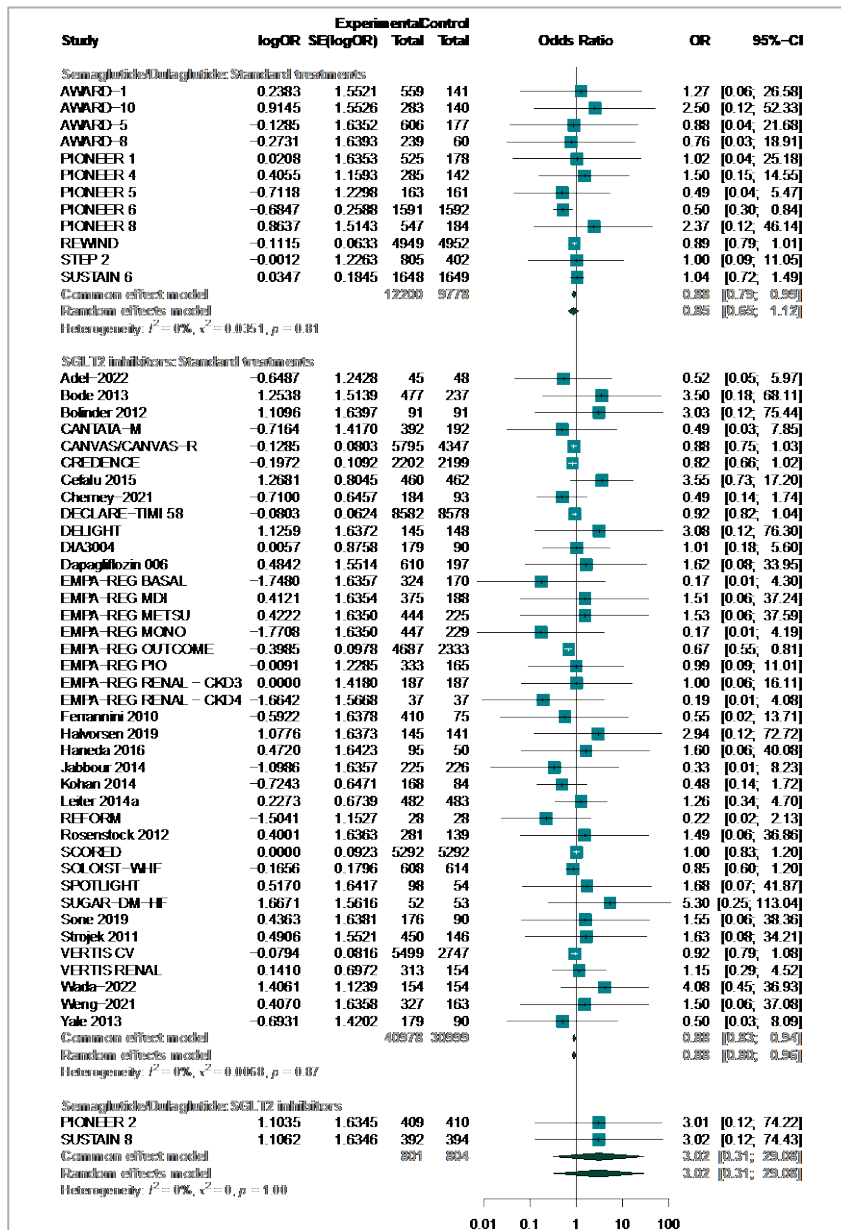 Experimental Control
Study logOR SE(logOR) Total Total Odds Ratio OR 95%-CI
Semaglutide/Dulaglutide: Standard treatments
AWARD-1 0.2383 1.5521 559 141 1.27 [0.06; 26.58]
AWARD-10 0.9145 1.5526 283 140 2.50 [0.12; 52.33]
AWARD-5 -0.1285 1.6352 606 177 0.88 [0.04; 21.68]
AWARD-8 -0.2731 1.6393 239 60 0.76 [0.03; 18.91]
PIONEER 1 0.0208 1.6353 525 178 1.02 [0.04; 25.18]
PIONEER 4 0.4055 1.1593 285 142 1.50 [0.15; 14.55]
PIONEER 5 -0.7118 1.2298 163 161 0.49 [0.04; 5.47]
PIONEER 6 -0.6847 0.2588 1591 1592 0.50 [0.30; 0.84]
PIONEER 8 0.8637 1.5143 547 184 2.37 [0.12; 46.14]
REWIND -0.1115 0.0633 4949 4952 0.89 [0.79; 1.01]
STEP 2 -0.0012 1.2263 805 402 1.00 [0.09; 11.05]
SUSTAIN 6 0.0347 0.1845 1648 1649 1.04 [0.72; 1.49]
Common effect model 12200 9778 0.88 [0.79; 0.99]
Random effects model 0.85 [0.65; 1.12]
Heterogeneity: I² = 0%, τ² = 0.0351, p = 0.81
SGLT2 inhibitors: Standard treatments
Adel-2022 -0.6487 1.2428 45 48 0.52 [0.05; 5.97]
Bode 2013 1.2538 1.5139 477 237 3.50 [0.18; 68.11]
Bolinder 2012 1.1096 1.6397 91 91 3.03 [0.12; 75.44]
CANTATA-M -0.7164 1.4170 392 192 0.49 [0.03; 7.85]
CANVAS/CANVAS-R -0.1285 0.0803 5795 4347 0.88 [0.75; 1.03]
CREDENCE -0.1972 0.1092 2202 2199 0.82 [0.66; 1.02]
Cefalu 2015 1.2681 0.8045 460 462 3.55 [0.73; 17.20]
Cherney-2021 -0.7100 0.6457 184 93 0.49 [0.14; 1.74]
DECLARE-TIMI 58 -0.0803 0.0624 8582 8578 0.92 [0.82; 1.04]
DELIGHT 1.1259 1.6372 145 148 3.08 [0.12; 76.30]
DIA3004 0.0057 0.8758 179 90 1.01 [0.18; 5.60]
Dapagliflozin 006 0.4842 1.5514 610 197 1.62 [0.08; 33.95]
EMPA-REG BASAL -1.7480 1.6357 324 170 0.17 [0.01; 4.30]
EMPA-REG MDI 0.4121 1.6354 375 188 1.51 [0.06; 37.24]
EMPA-REG METSU 0.4222 1.6350 444 225 1.53 [0.06; 37.59]
EMPA-REG MONO -1.7708 1.6350 447 229 0.17 [0.01; 4.19]
EMPA-REG OUTCOME -0.3985 0.0978 4687 2333 0.67 [0.55; 0.81]
EMPA-REG PIO -0.0091 1.2285 333 165 0.99 [0.09; 11.01]
EMPA-REG RENAL - CKD3 0.0000 1.4180 187 187 1.00 [0.06; 16.11]
EMPA-REG RENAL - CKD4 -1.6642 1.5668 37 37 0.19 [0.01; 4.08]
Ferrannini 2010 -0.5922 1.6378 410 75 0.55 [0.02; 13.71]
Halvorsen 2019 1.0776 1.6373 145 141 2.94 [0.12; 72.72]
Haneda 2016 0.4720 1.6423 95 50 1.60 [0.06; 40.08]
Jabbour 2014 -1.0986 1.6357 225 226 0.33 [0.01; 8.23]
Kohan 2014 -0.7243 0.6471 168 84 0.48 [0.14; 1.72]
Leiter 2014a 0.2273 0.6739 482 483 1.26 [0.34; 4.70]
REFORM -1.5041 1.1527 28 28 0.22 [0.02; 2.13]
Rosenstock 2012 0.4001 1.6363 281 139 1.49 [0.06; 36.86]
SCORED 0.0000 0.0923 5292 5292 1.00 [0.83; 1.20]
SOLOIST-WHF -0.1656 0.1796 608 614 0.85 [0.60; 1.20]
SPOTLIGHT 0.5170 1.6417 98 54 1.68 [0.07; 41.87]
SUGAR-DM-HF 1.6671 1.5616 52 53 5.30 [0.25; 113.04]
Sone 2019 0.4363 1.6381 176 90 1.55 [0.06; 38.36]
Strojek 2011 0.4906 1.5521 450 146 1.63 [0.08; 34.21]
VERTIS CV -0.0794 0.0816 5499 2747 0.92 [0.79; 1.08]
VERTIS RENAL 0.1410 0.6972 313 154 1.15 [0.29; 4.52]
Wada-2022 1.4061 1.1239 154 154 4.08 [0.45; 36.93]
Weng-2021 0.4070 1.6358 327 163 1.50 [0.06; 37.08]
Yale 2013 -0.6931 1.4202 179 90 0.50 [0.03; 8.09]
Common effect model 40978 30999 0.88 [0.83; 0.94]
Random effects model 0.88 [0.80; 0.96]
Heterogeneity: I² = 0%, τ² = 0.0068, p = 0.87
Semaglutide/Dulaglutide: SGLT2 inhibitors
PIONEER 2 1.1035 1.6345 409 410 3.01 [0.12; 74.22]
SUSTAIN 8 1.1062 1.6346 392 394 3.02 [0.12; 74.43]
Common effect model 801 804 3.02 [0.31; 29.08]
Random effects model 3.02 [0.31; 29.08]
Heterogeneity: I² = 0%, τ² = 0, p = 1.00
0.01 0.1 1 10 100